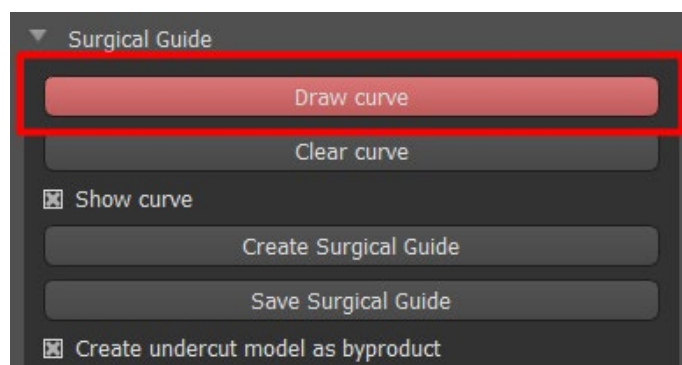 Surgical Guide
Draw curve
Clear curve
Show curve
Create Surgical Guide
Save Surgical Guide
Create undercut model as byproduct